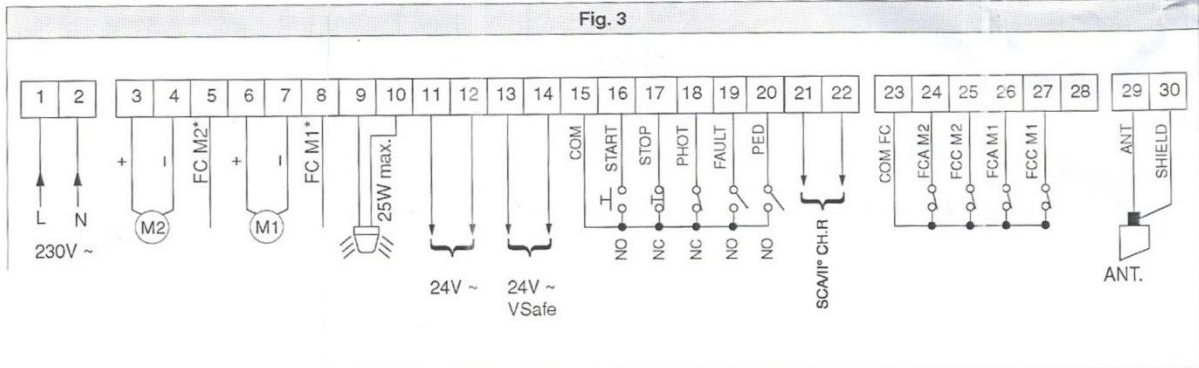 Fig. 3
1 2 3 4 5 6 7 8 9 10 11 12 13 14 15 16 17 18 19 20 21 22 23 24 25 26 27 28 29 30
+ – FC M2* + – FC M1* 25W max. COM START STOP PHOT FAULT PED COM FC FCA M2 FCC M2 FCA M1 FCC M1 ANT SHIELD
L N M2 M1
230V ~
NO NC NC NO NO
SCA/II° CH.R
ANT.
24V ~ 24V ~
VSafe